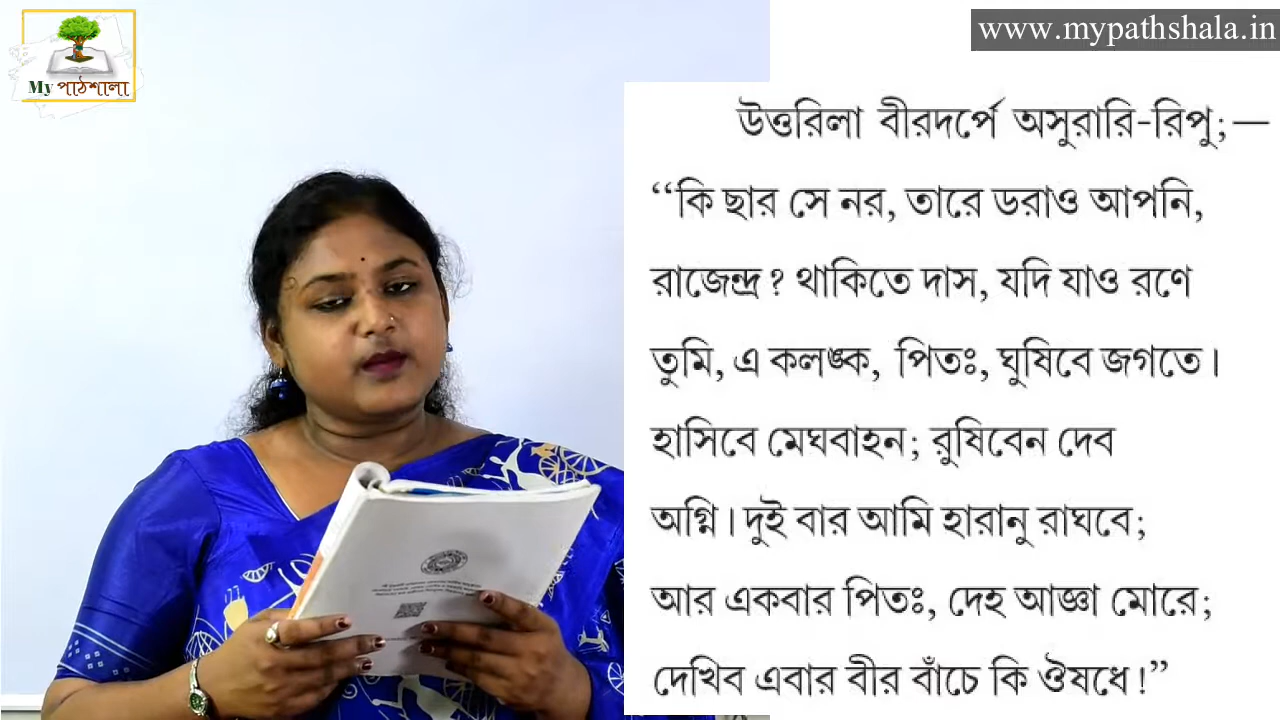 My পাঠশালা
www.mypathshala.in
উত্তরিলা বীরদর্পে অসুরারি-রিপু;—
“কি ছার সে নর, তারে ডরাও আপনি,
রাজেন্দ্র? থাকিতে দাস, যদি যাও রণে
তুমি, এ কলঙ্ক, পিতঃ, ঘুষিবে জগতে।
হাসিবে মেঘবাহন; রুষিবেন দেব
অগ্নি। দুই বার আমি হারানু রাঘবে;
আর একবার পিতঃ, দেহ আজ্ঞা মোরে;
দেখিব এবার বীর বাঁচে কি ঔষধে!”